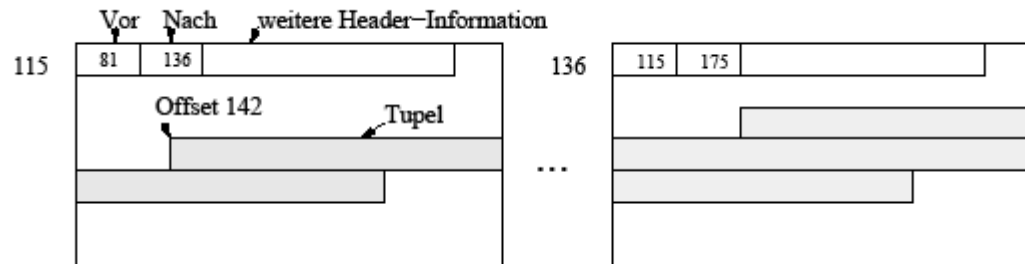 Vor Nach weitere Header-Information
115 81 136 136 115 175
Offset 142 Tupel
...